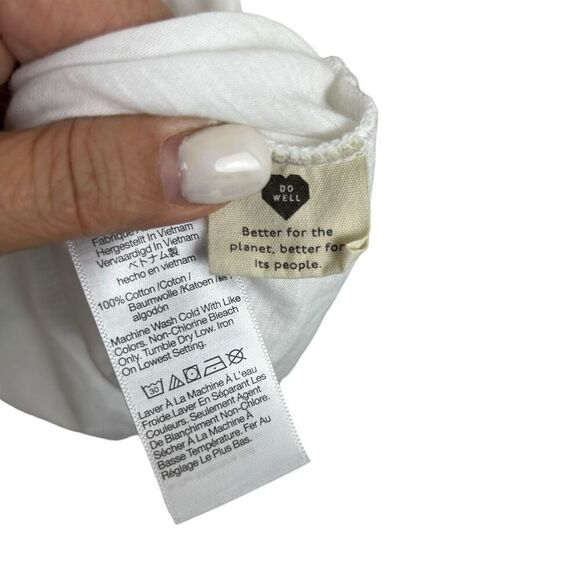 DO
WELL
Better for the
planet, better for
its people.
Hergestellt In Vietnam
Vervaardigd In Vietnam
ベトナム製
hecho en vietnam
100% Cotton /Coton /
Baumwolle /Katoen /
algodón
Machine Wash Cold With Like
Colors. Non-Chlorine Bleach
Only. Tumble Dry Low. Iron
On Lowest Setting.
30
Laver À La Machine À L'eau
Froide.Laver En Séparant Les
Couleurs. Seulement Agent
De Blanchiment Non-Chlore.
Sécher À La Machine À
Basse Température. Fer Au
Réglage Le Plus Bas.